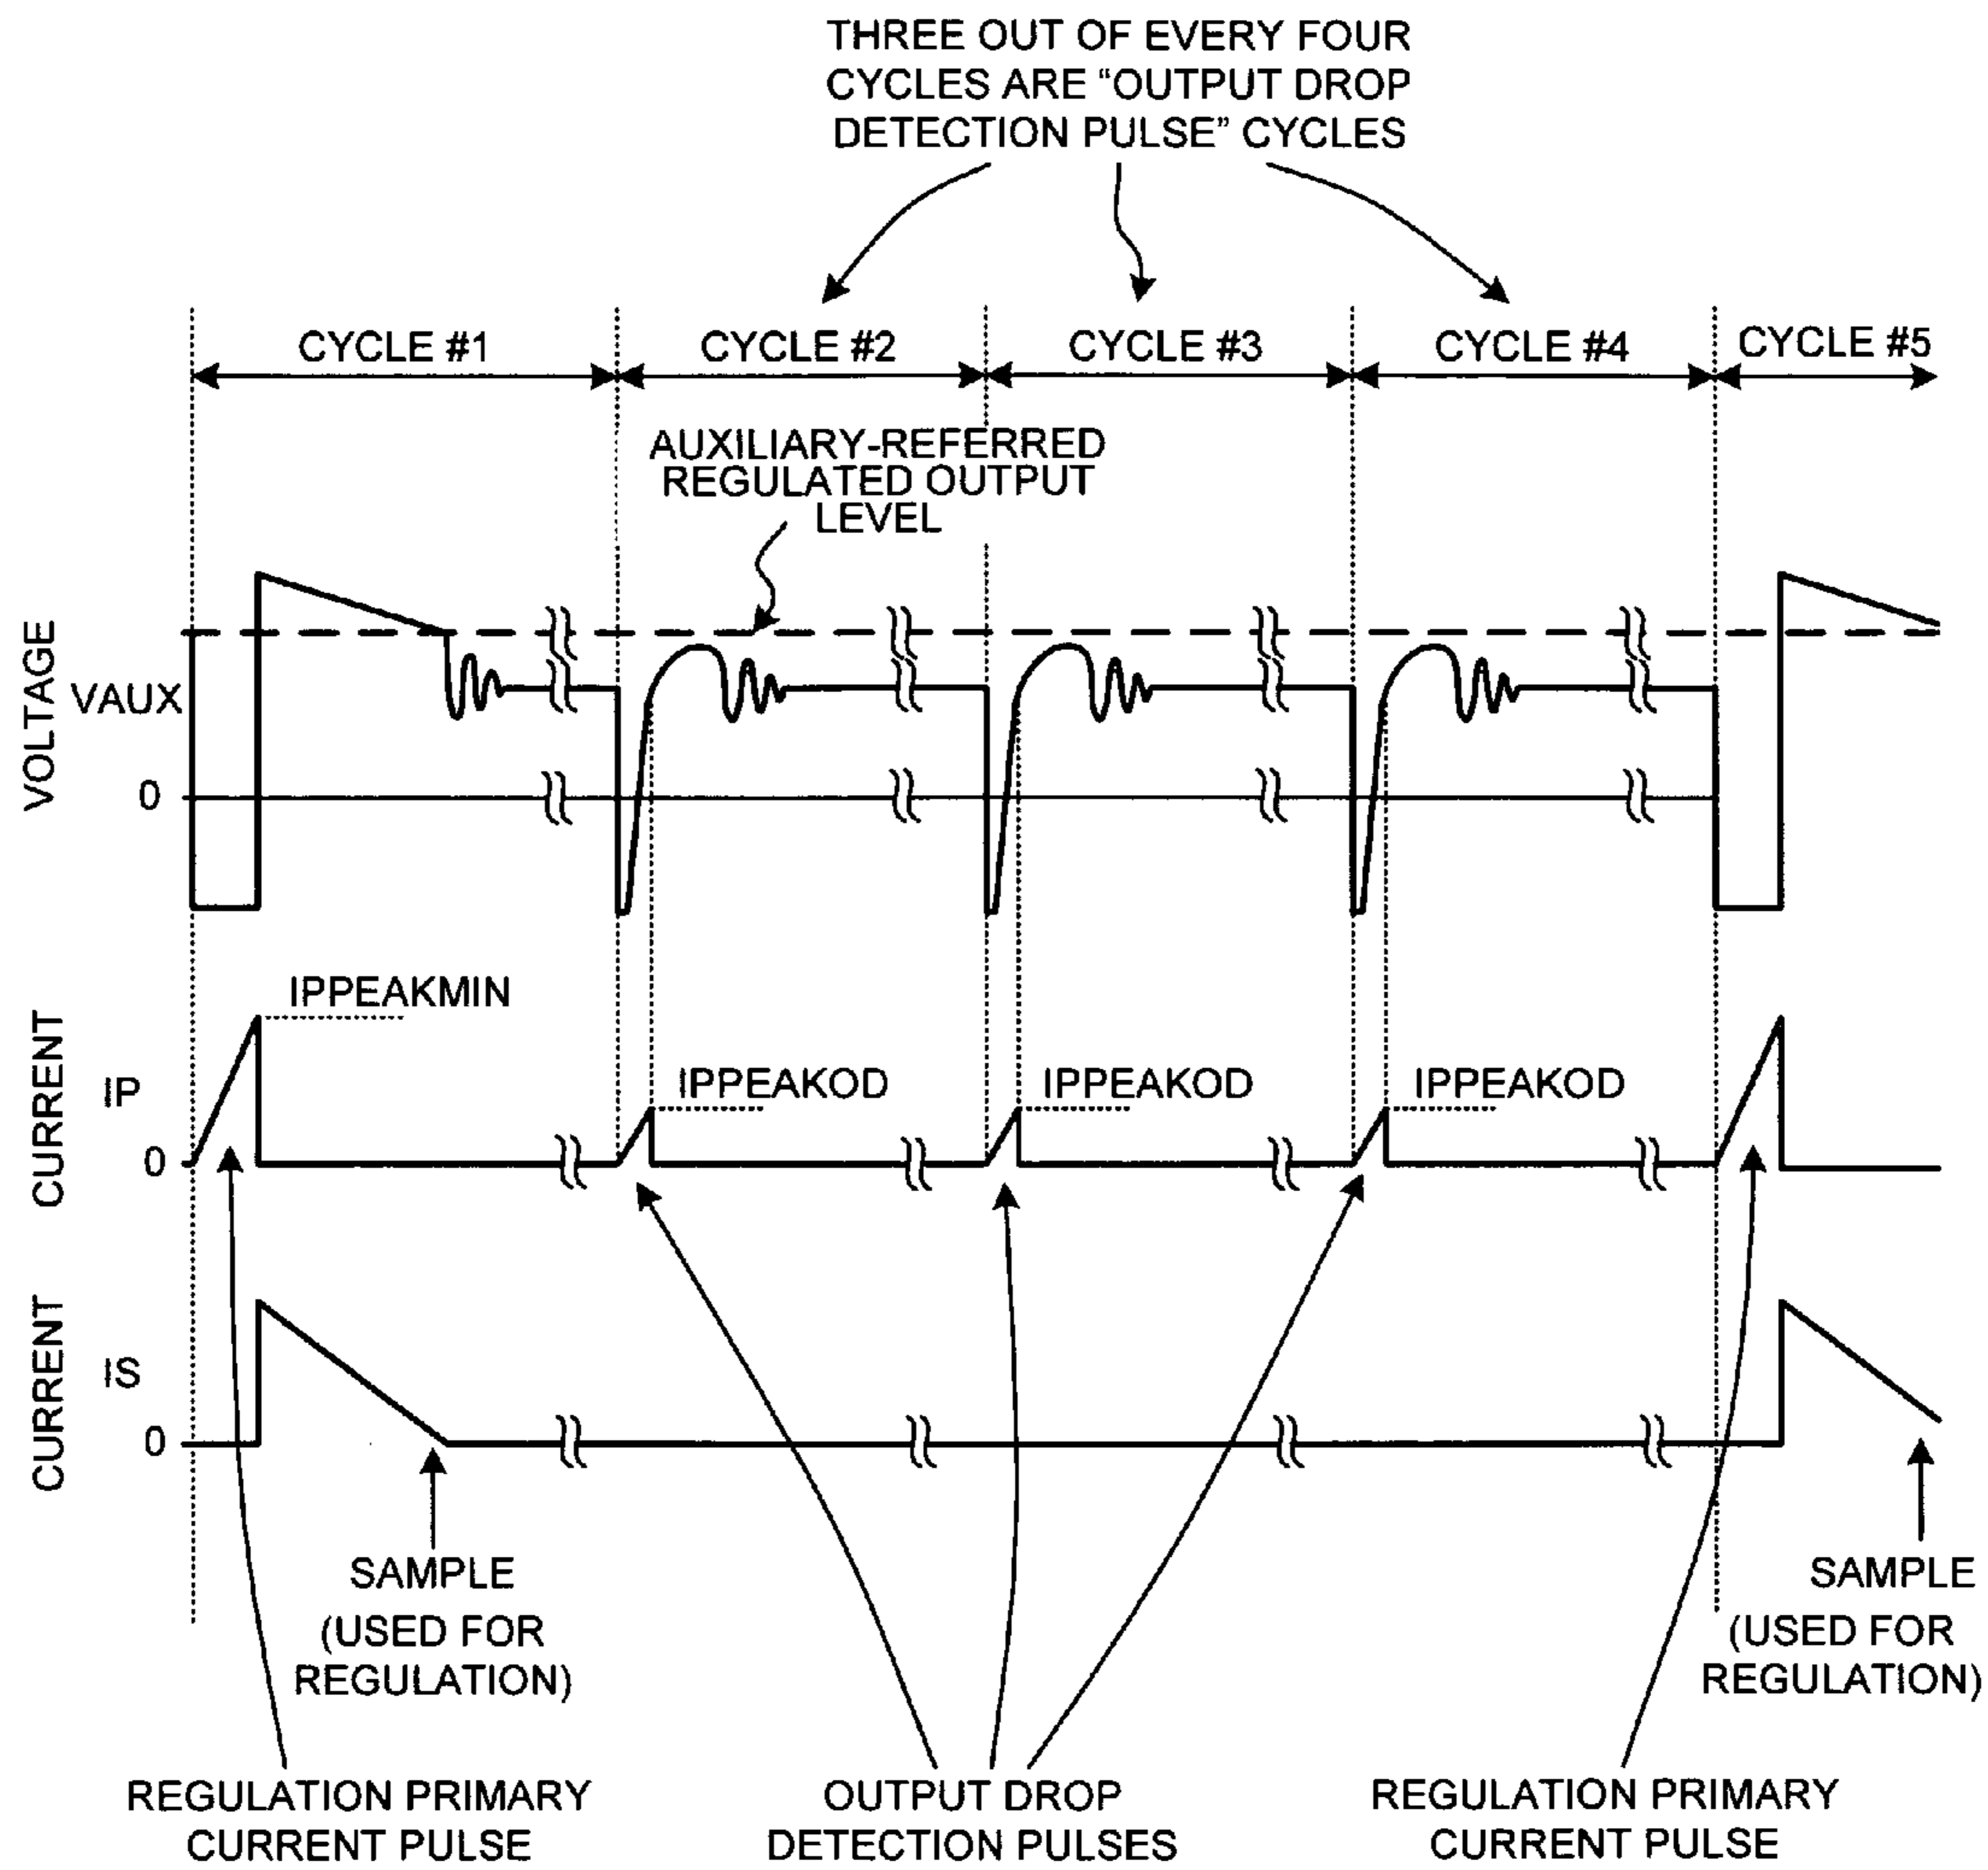 THREE OUT OF EVERY FOUR
CYCLES ARE “OUTPUT DROP
DETECTION PULSE” CYCLES
CYCLE #1
CYCLE #2
CYCLE #3
CYCLE #4
CYCLE #5
AUXILIARY-REFERRED
REGULATED OUTPUT
LEVEL
VOLTAGE
VAUX
0
IPPEAKMIN
CURRENT
IP
IPPEAKOD
IPPEAKOD
IPPEAKOD
0
CURRENT
IS
0
SAMPLE
(USED FOR
REGULATION)
SAMPLE
(USED FOR
REGULATION)
REGULATION PRIMARY
CURRENT PULSE
OUTPUT DROP
DETECTION PULSES
REGULATION PRIMARY
CURRENT PULSE